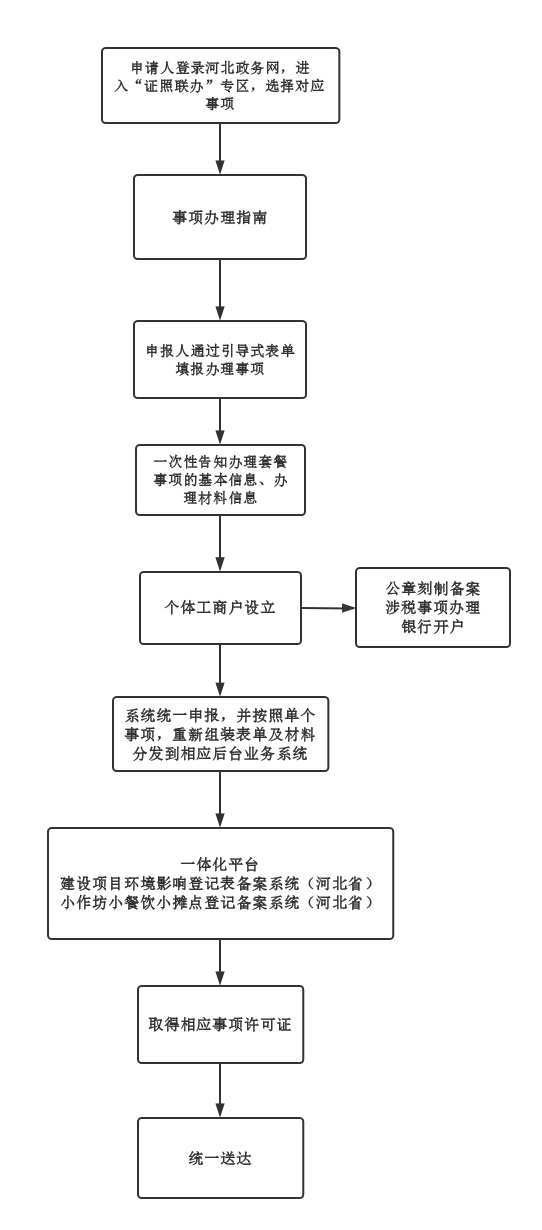 申请人登录河北政务网，进
入“证照联办”专区，选择对应
事项
事项办理指南
申报人通过引导式表单
填报办理事项
一次性告知办理套餐
事项的基本信息、办
理材料信息
个体工商户设立
公章刻制备案
涉税事项办理
银行开户
系统统一申报，并按照单个
事项，重新组装表单及材料
分发到相应后台业务系统
一体化平台
建设项目环境影响登记表备案系统（河北省）
小作坊小餐饮小摊点登记备案系统（河北省）
取得相应事项许可证
统一送达